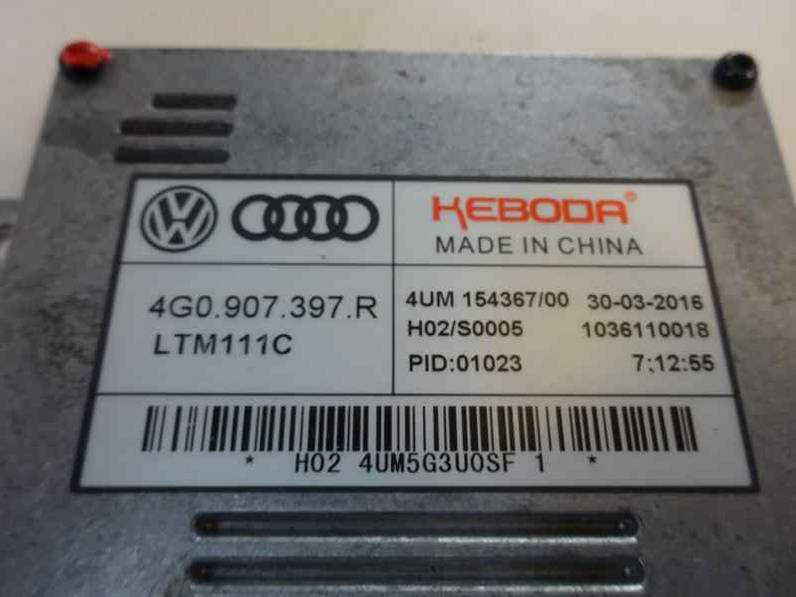 KEBODA®
MADE IN CHINA
4G0.907.397.R
LTM111C
4UM 154367/00 30-03-2016
H02/S0005 1036110018
PID:01023 7;12:55
* H02 4UM5G3U0SF 1 *